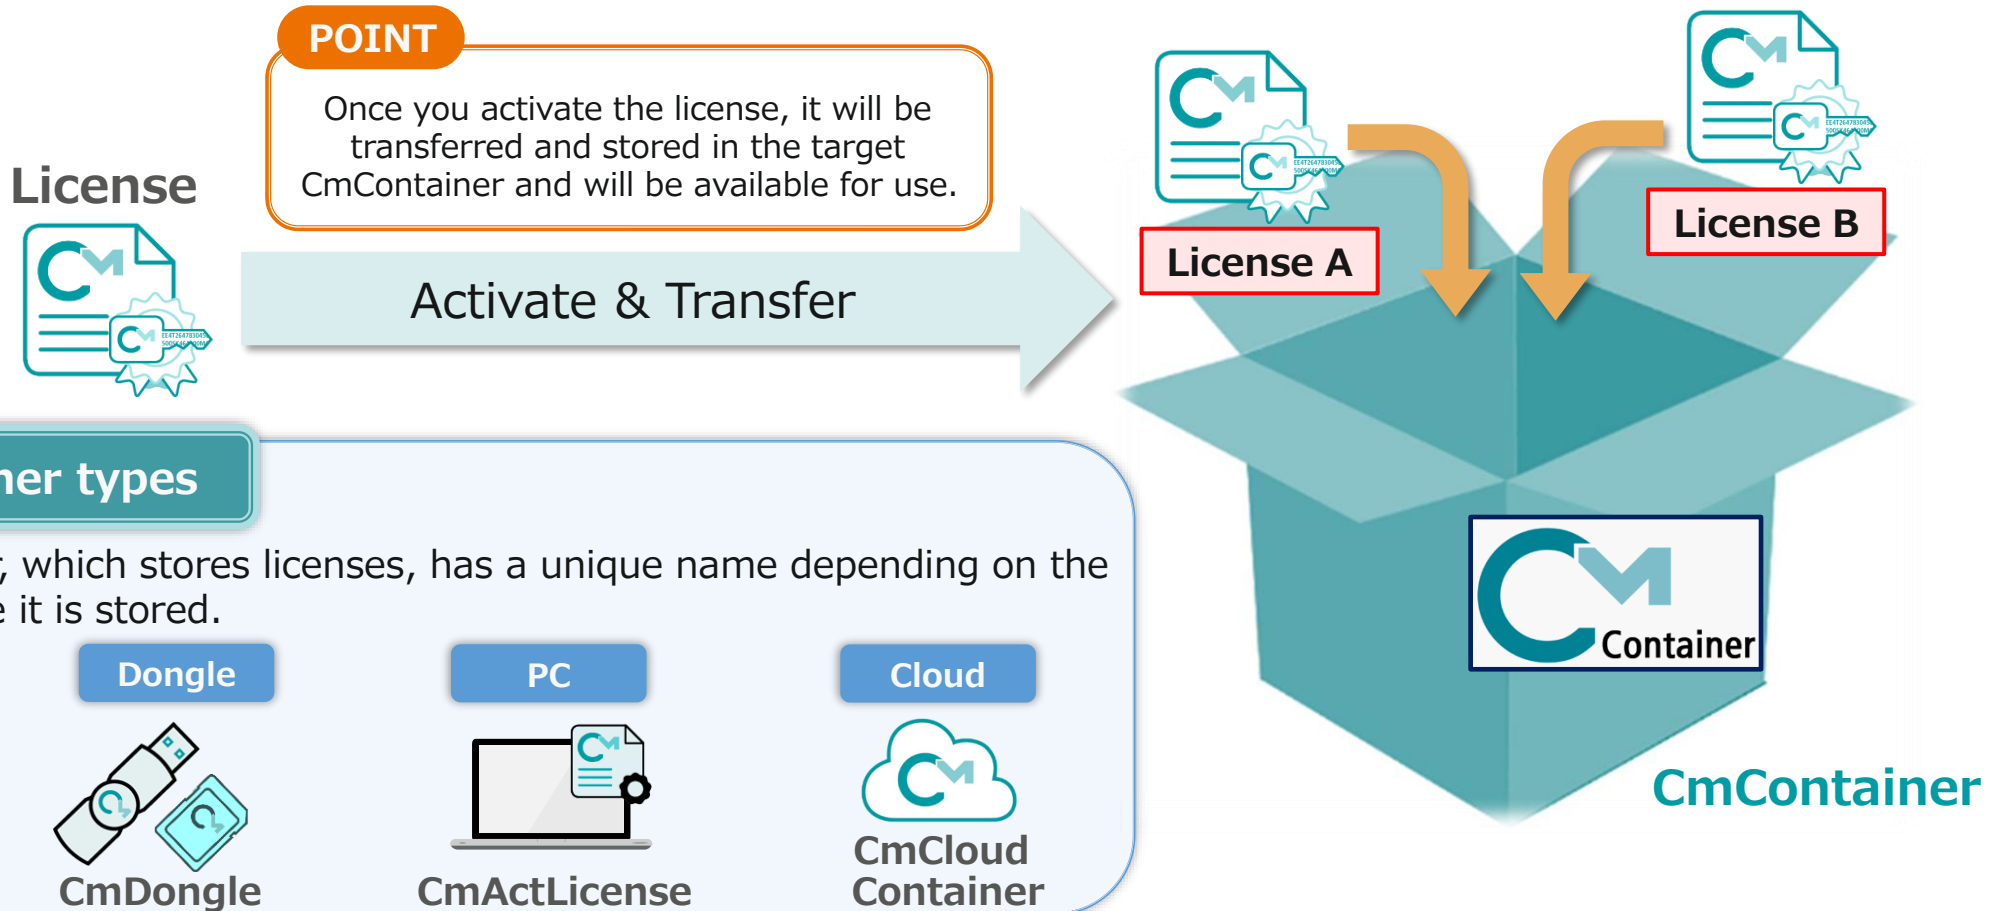 POINT
Once you activate the license, it will be
transferred and stored in the target
CmContainer and will be available for use.
License
Activate & Transfer
License A
License B
Container
CmContainer
ner types
, which stores licenses, has a unique name depending on the
e it is stored.
Dongle
PC
Cloud
CmDongle
CmActLicense
CmCloud
Container